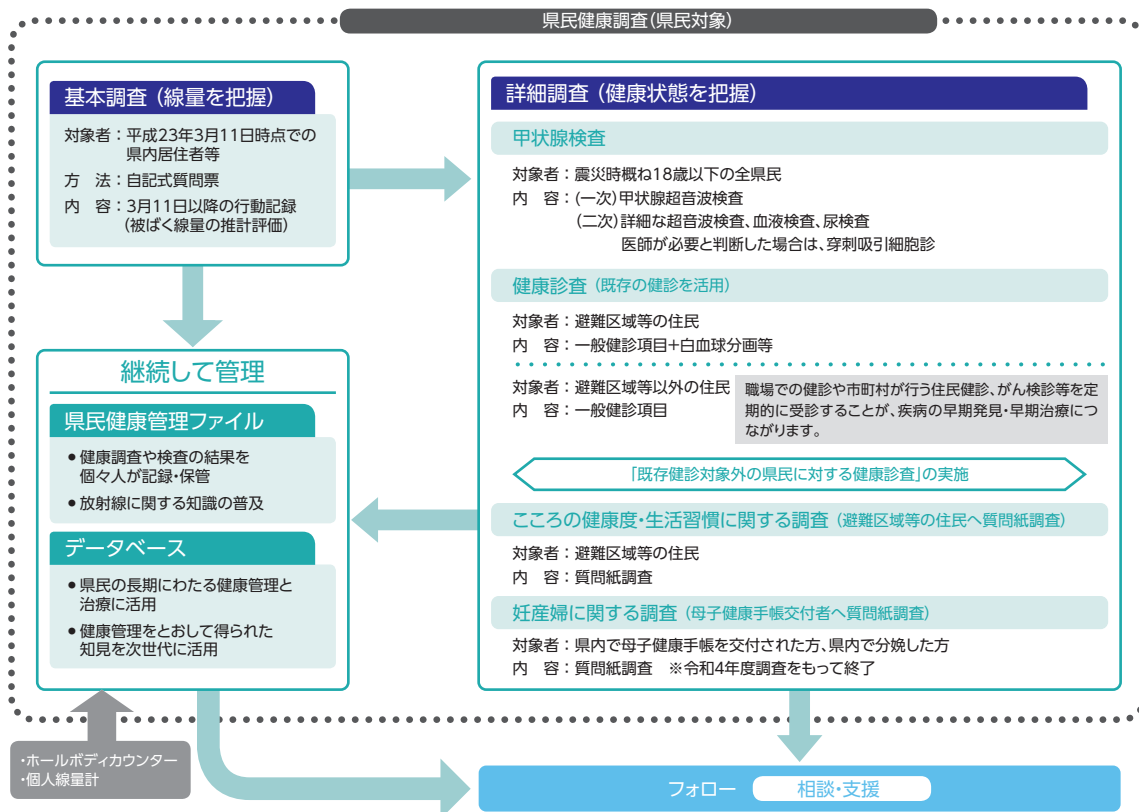 県民健康調査(県民対象)
基本調査（線量を把握）
対象者：平成23年3月11日時点での
県内居住者等
方　法：自記式質問票
内　容：3月11日以降の行動記録
(被ばく線量の推計評価)
継続して管理
県民健康管理ファイル
●健康調査や検査の結果を
個々人が記録・保管
●放射線に関する知識の普及
データベース
●県民の長期にわたる健康管理と
治療に活用
●健康管理をとおして得られた
知見を次世代に活用
・ホールボディカウンター
・個人線量計
詳細調査（健康状態を把握）
甲状腺検査
対象者：震災時概ね18歳以下の全県民
内　容：(一次)甲状腺超音波検査
(二次)詳細な超音波検査、血液検査、尿検査
医師が必要と判断した場合は、穿刺吸引細胞診
健康診査（既存の健診を活用）
対象者：避難区域等の住民
内　容：一般健診項目+白血球分画等
対象者：避難区域等以外の住民
内　容：一般健診項目
職場での健診や市町村が行う住民健診、がん検診等を定
期的に受診することが、疾病の早期発見・早期治療につ
ながります。
「既存健診対象外の県民に対する健康診査」の実施
こころの健康度・生活習慣に関する調査（避難区域等の住民へ質問紙調査）
対象者：避難区域等の住民
内　容：質問紙調査
妊産婦に関する調査（母子健康手帳交付者へ質問紙調査）
対象者：県内で母子健康手帳を交付された方、県内で分娩した方
内　容：質問紙調査　※令和4年度調査をもって終了
フォロー　相談・支援